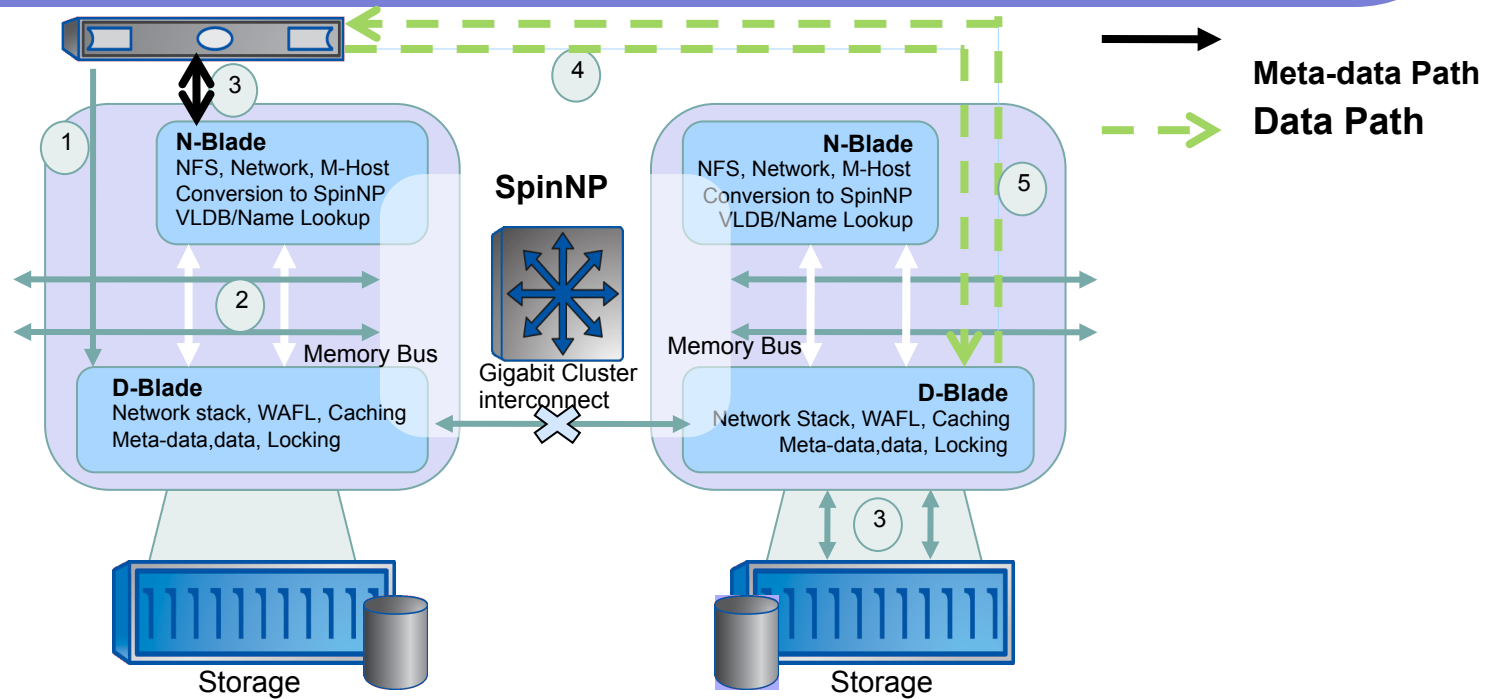 4
3
1
Meta-data Path
Data Path
N-Blade
NFS, Network, M-Host
Conversion to SpinNP
VLDB/Name Lookup
SpinNP
N-Blade
NFS, Network, M-Host
Conversion to SpinNP
VLDB/Name Lookup
5
2
Memory Bus
Memory Bus
Gigabit Cluster
interconnect
D-Blade
Network stack, WAFL, Caching
Meta-data,data, Locking
D-Blade
Network Stack, WAFL, Caching
Meta-data,data, Locking
3
Storage
Storage